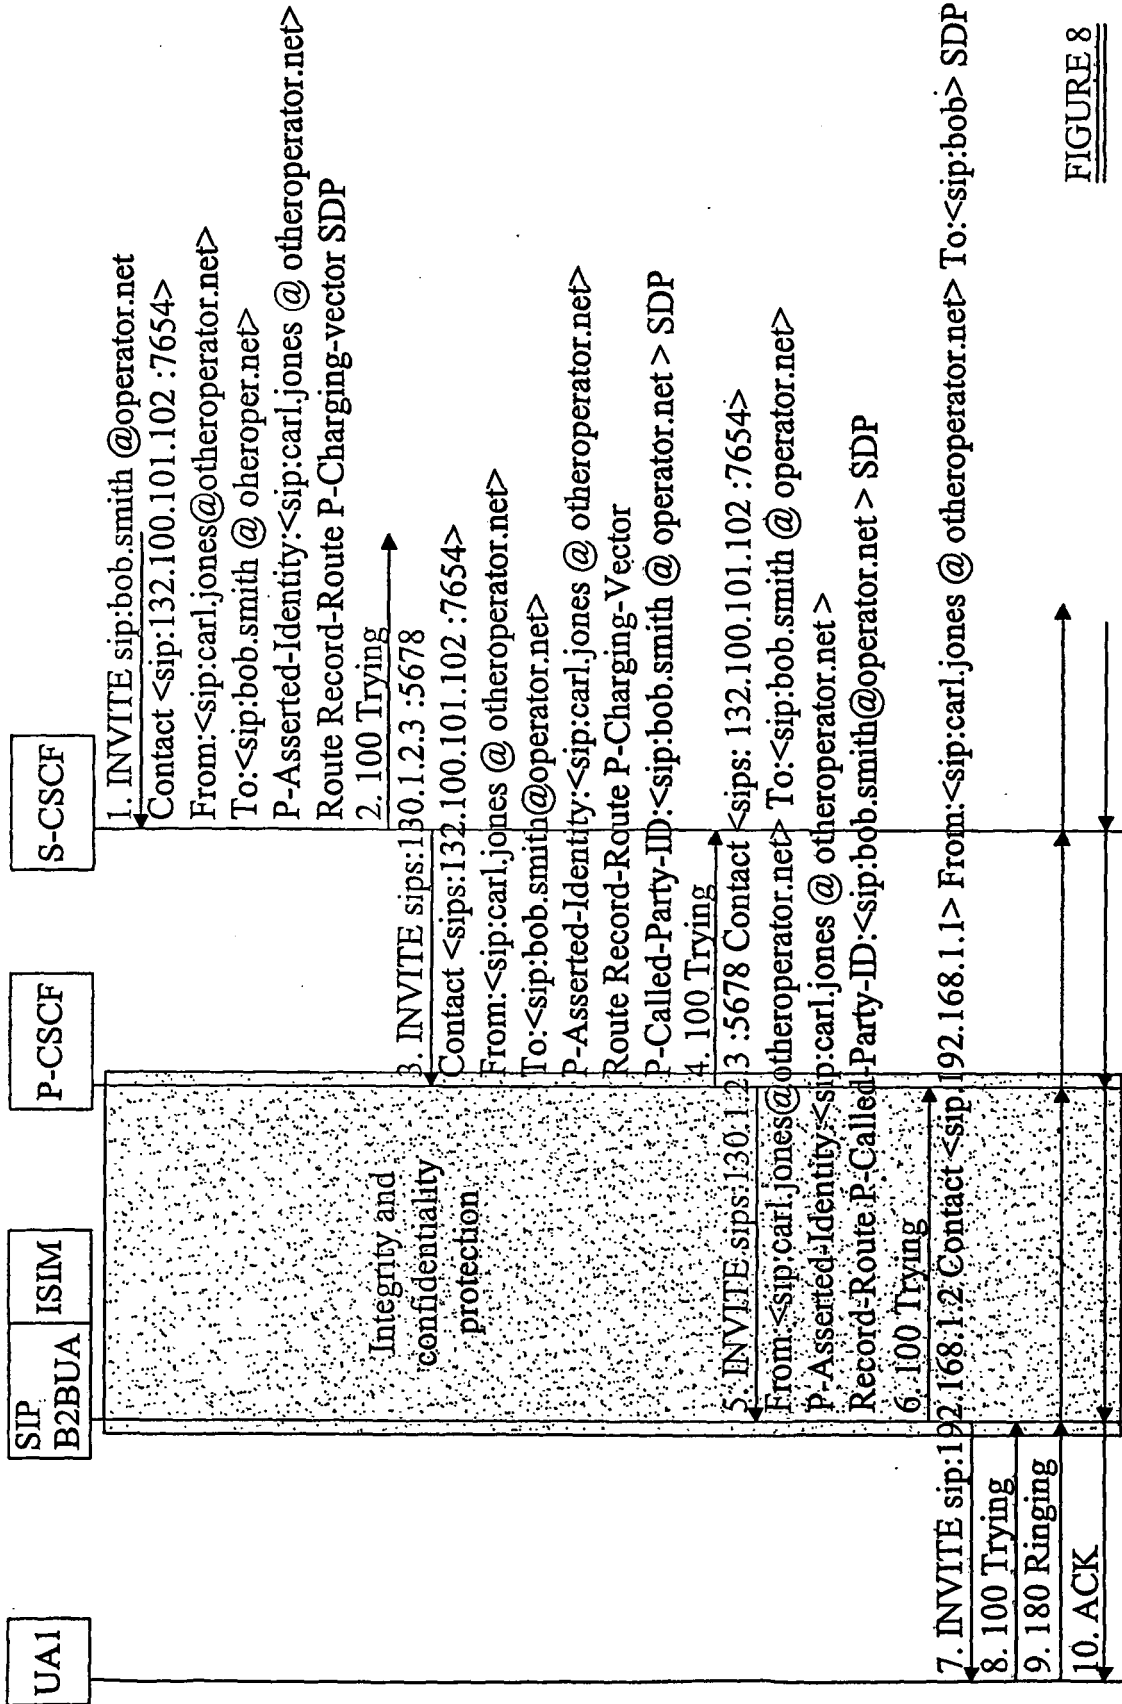 UA1
SIP
B2BUA
ISIM
P-CSCF
S-CSCF
1. INVITE sip:bob.smith @operator.net
Contact <sip:132.100.101.102 :7654>
From:<sip:carl.jones@otheroperator.net>
To:<sip:bob.smith @ oheroper.net>
P-Asserted-Identity:<sip:carl.jones @ otheroperator.net>
Route Record-Route P-Charging-vector SDP
2. 100 Trying
3. INVITE sips:130.1.2.3 :5678
Contact <sips:132.100.101.102 :7654>
From:<sip:carl.jones @ otheroperator.net>
To:<sip:bob.smith@operator.net>
P-Asserted-Identity:<sip:carl.jones @ otheroperator.net>
Route Record-Route P-Charging-Vector
P-Called-Party-ID:<sip:bob.smith @ operator.net > SDP
4. 100 Trying
Integrity and
confidentiality
protection
5. INVITE sips:130.1.2.3 :5678 Contact <sips: 132.100.101.102 :7654>
From:<sip:carl.jones@otheroperator.net> To:<sip:bob.smith @ operator.net>
P-Asserted-Identity:<sip:carl.jones @ otheroperator.net >
Record-Route P-Called-Party-ID:<sip:bob.smith@operator.net > SDP
6. 100 Trying
7. INVITE sip:192.168.1.2 Contact <sip:192.168.1.1> From:<sip:carl.jones @ otheroperator.net> To:<sip:bob> SDP
8. 100 Trying
9. 180 Ringing
10. ACK
FIGURE 8